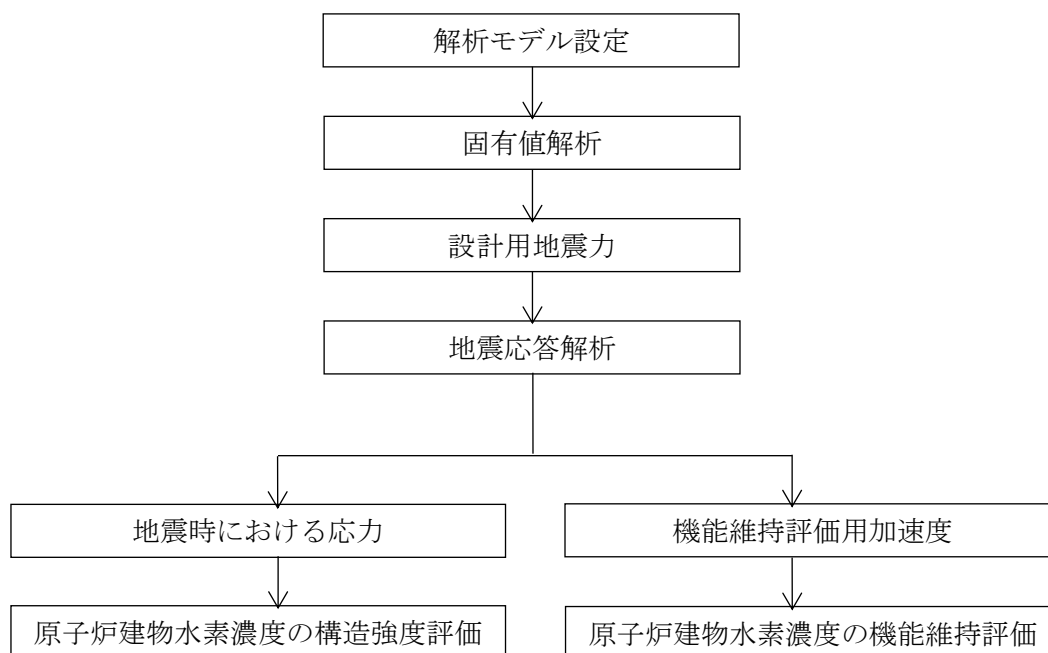 解析モデル設定
固有値解析
設計用地震力
地震応答解析
地震時における応力
機能維持評価用加速度
原子炉建物水素濃度の構造強度評価
原子炉建物水素濃度の機能維持評価